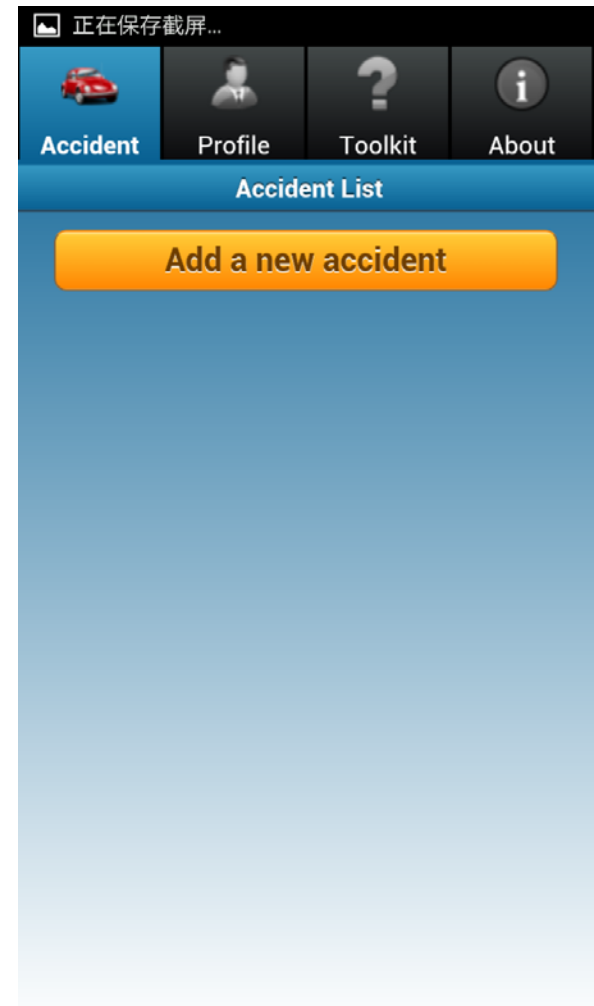 正在保存截屏...
Accident Profile Toolkit About
Accident List
Add a new accident